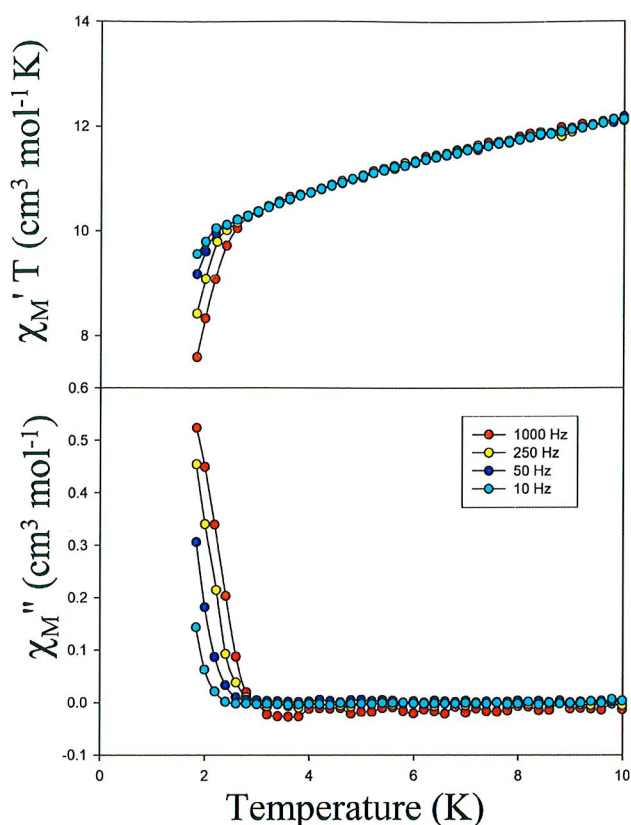 14
12
10
8
χM' T (cm³ mol⁻¹ K)
0.6
0.5
0.4
0.3
0.2
0.1
0.0
-0.1
χM'' (cm³ mol⁻¹)
1000 Hz
250 Hz
50 Hz
10 Hz
0 2 4 6 8 10
Temperature (K)